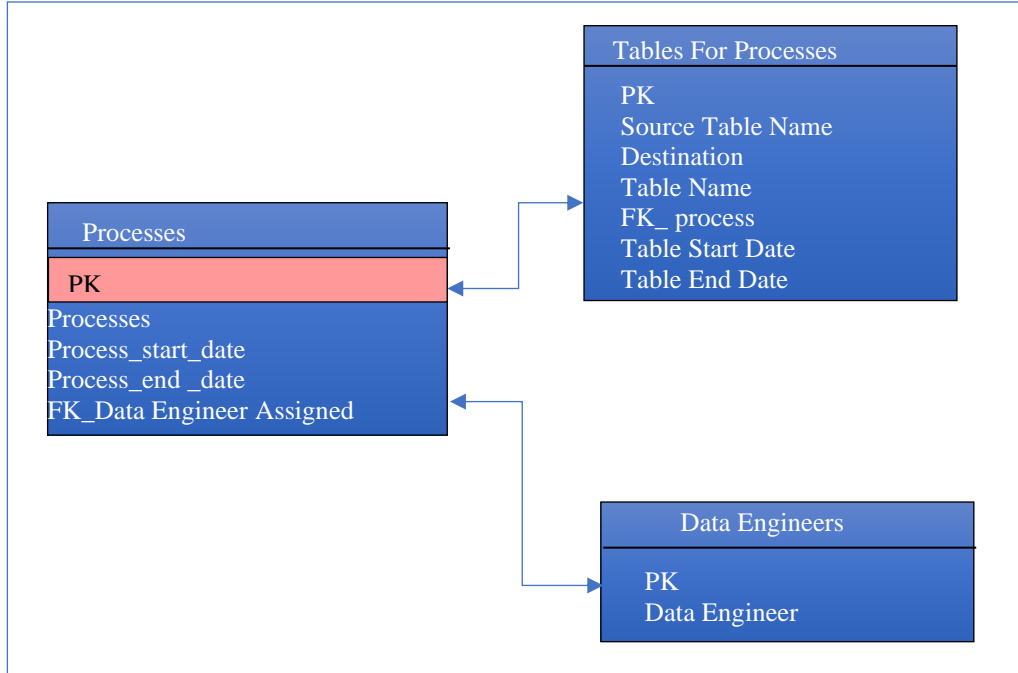 Tables For Processes
PK
Source Table Name
Destination
Table Name
FK_ process
Table Start Date
Table End Date
Processes
PK
Processes
Process_start_date
Process_end _date
FK_Data Engineer Assigned
Data Engineers
PK
Data Engineer